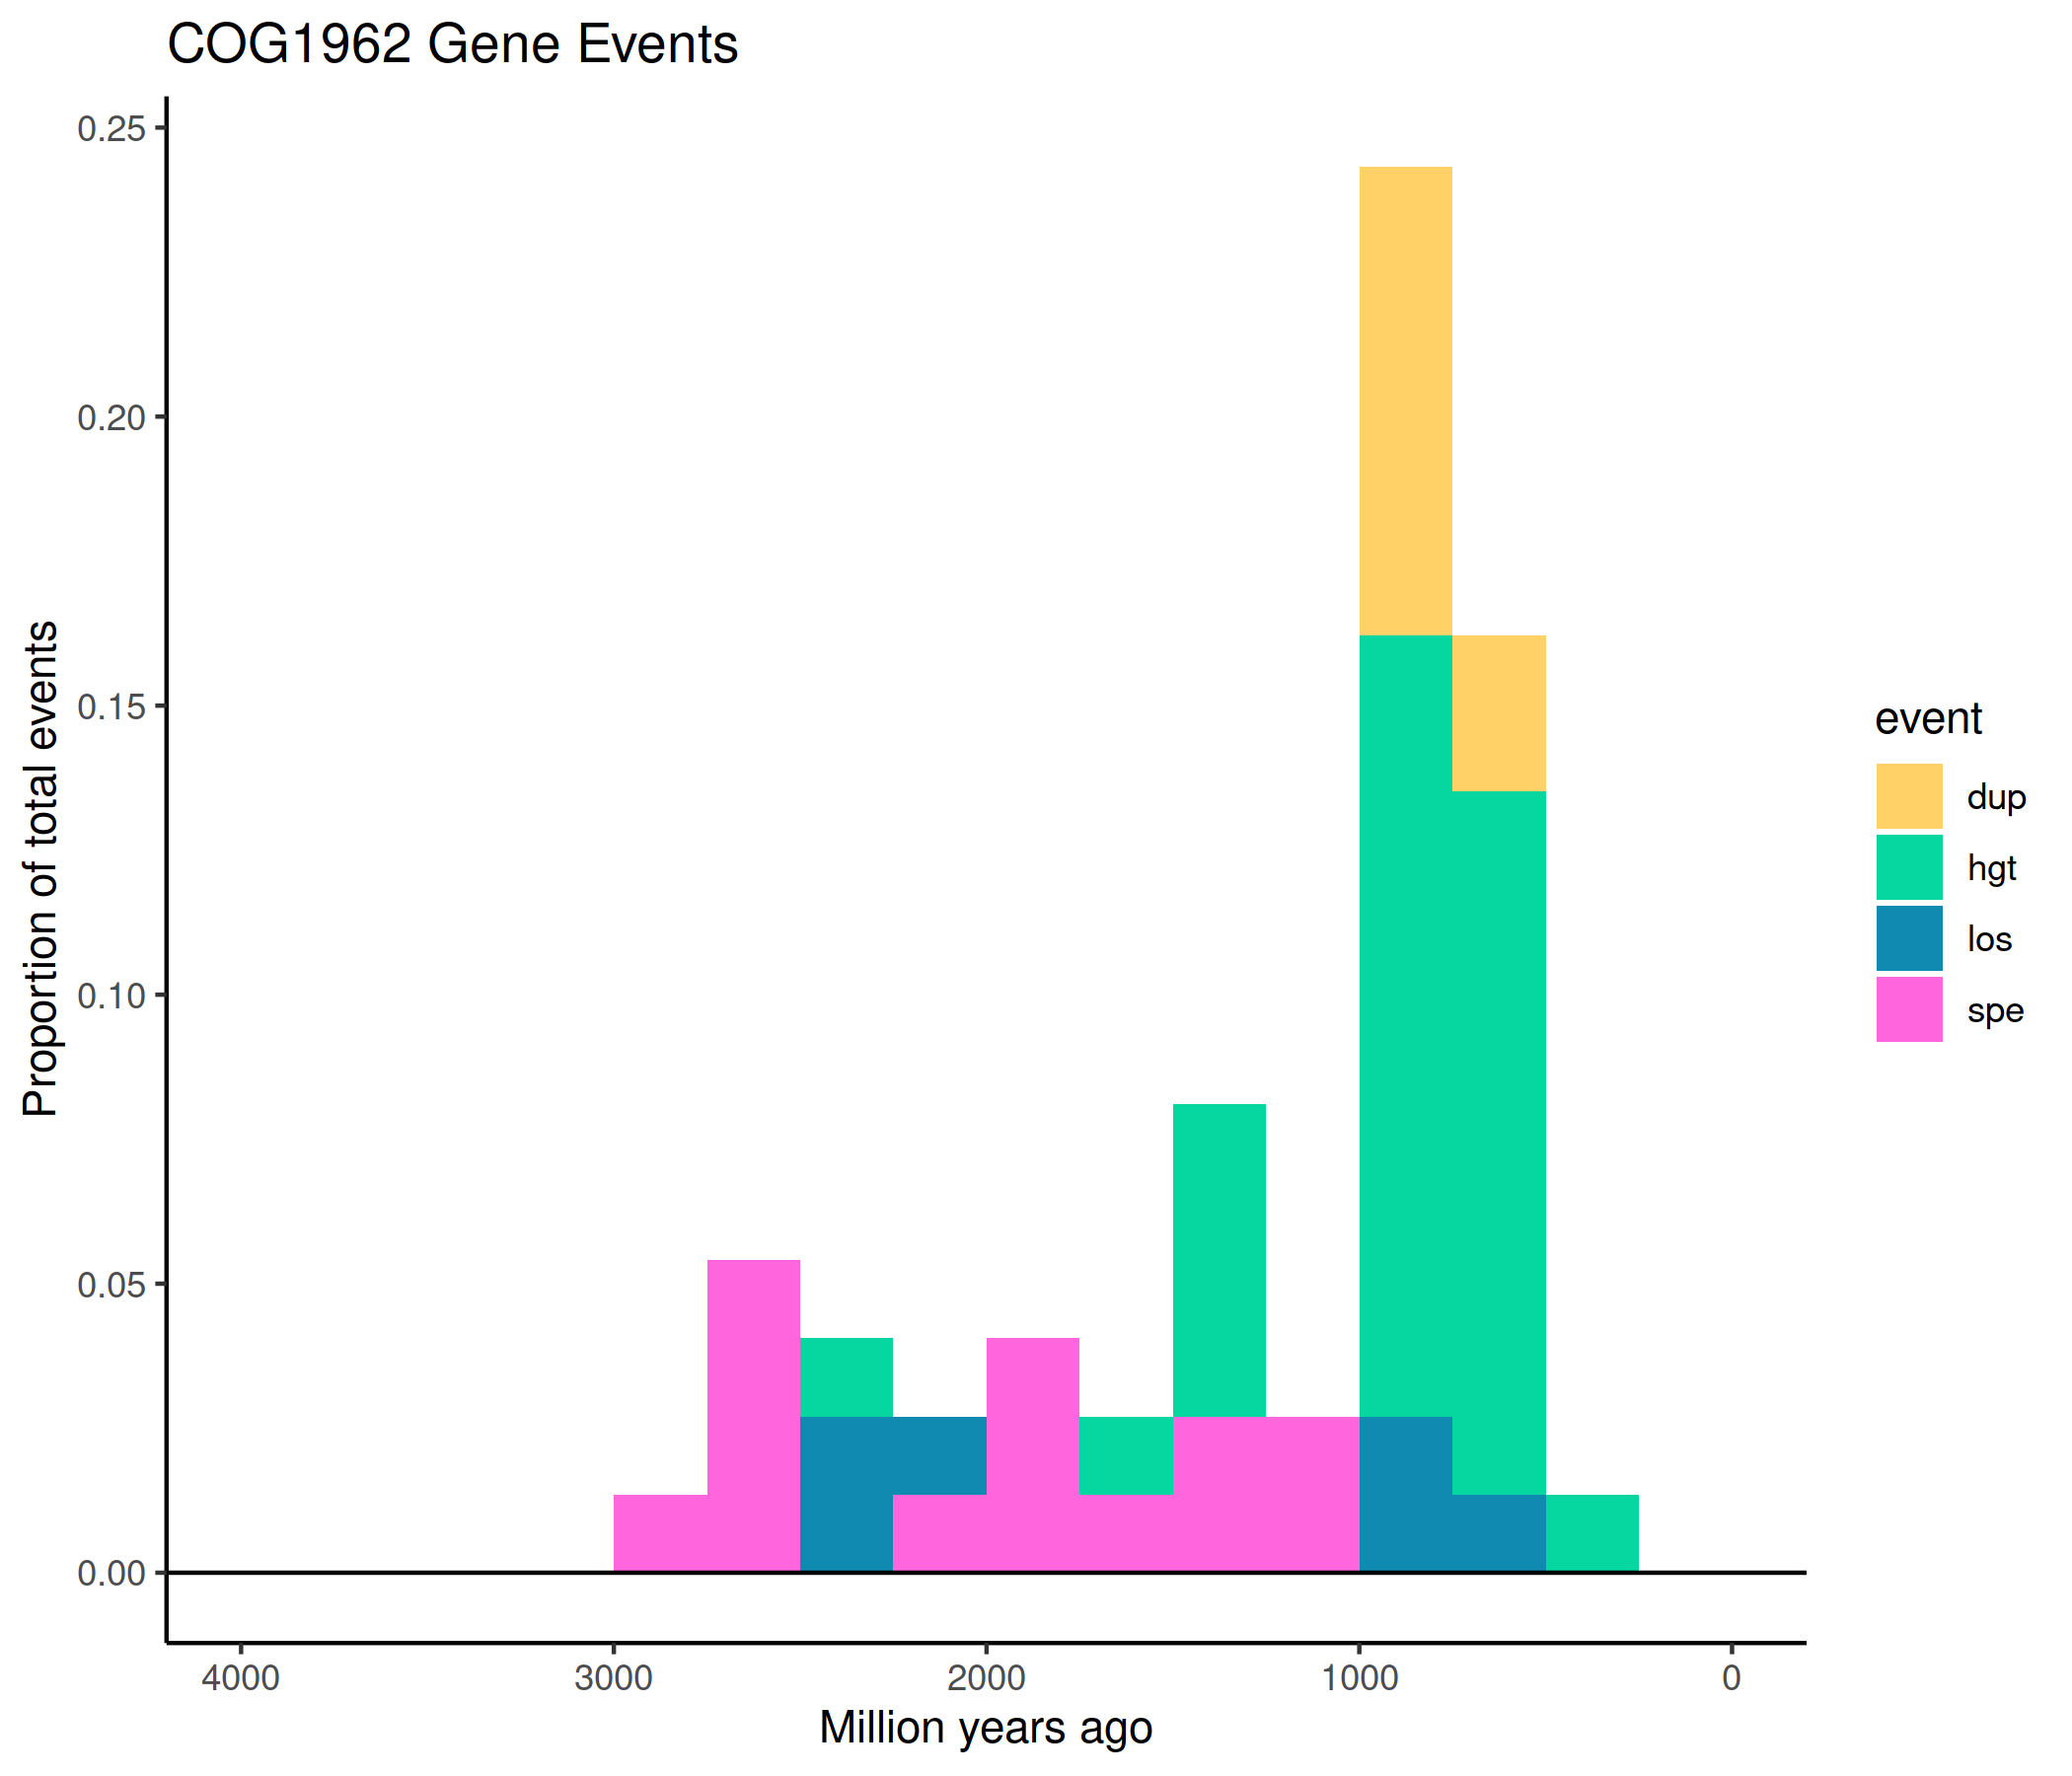 COG1962 Gene Events
Proportion of total events
0.25
0.20
0.15
0.10
0.05
0.00
4000 3000 2000 1000 0
Million years ago
event
dup
hgt
los
spe